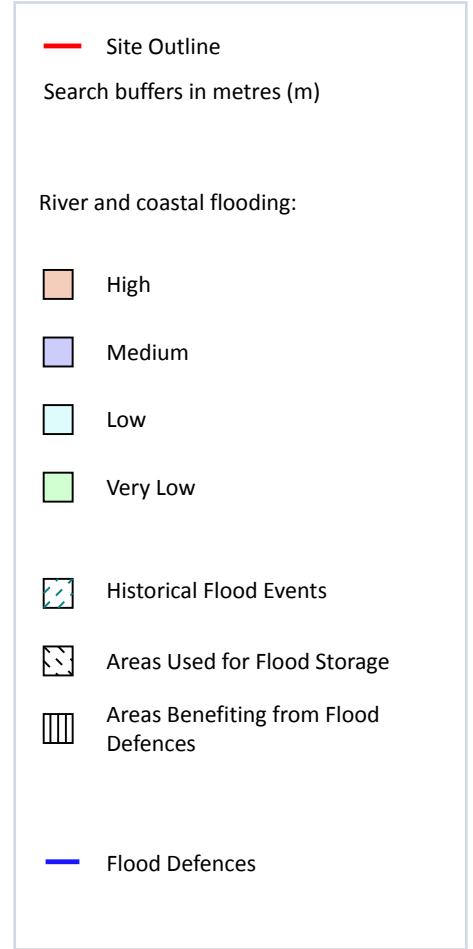 Site Outline
Search buffers in metres (m)
River and coastal flooding:
High
Medium
Low
Very Low
Historical Flood Events
Areas Used for Flood Storage
Areas Benefiting from Flood
Defences
Flood Defences